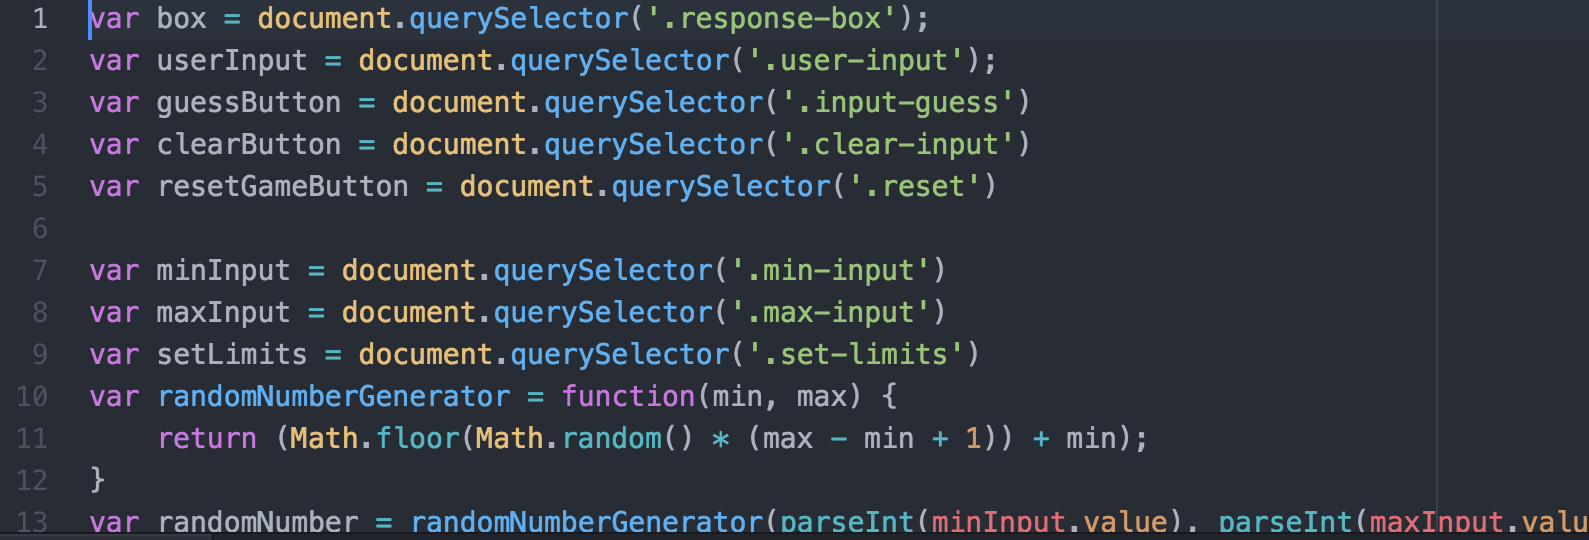 1 var box = document.querySelector('.response-box');
2 var userInput = document.querySelector('.user-input');
3 var guessButton = document.querySelector('.input-guess')
4 var clearButton = document.querySelector('.clear-input')
5 var resetGameButton = document.querySelector('.reset')
6
7 var minInput = document.querySelector('.min-input')
8 var maxInput = document.querySelector('.max-input')
9 var setLimits = document.querySelector('.set-limits')
10 var randomNumberGenerator = function(min, max) {
11     return (Math.floor(Math.random() * (max - min + 1)) + min);
12 }
13 var randomNumber = randomNumberGenerator(parseInt(minInput.value), parseInt(maxInput.valu